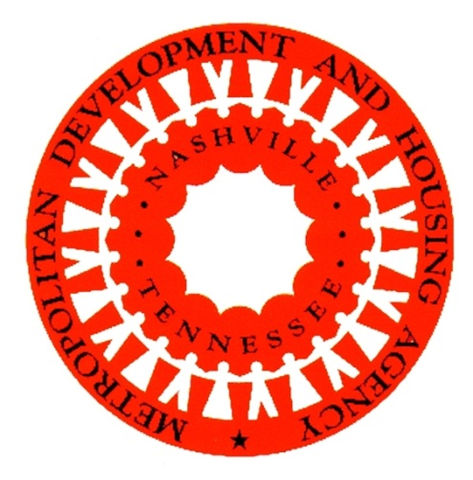 METROPOLITAN DEVELOPMENT AND HOUSING AGENCY
NASHVILLE
TENNESSEE